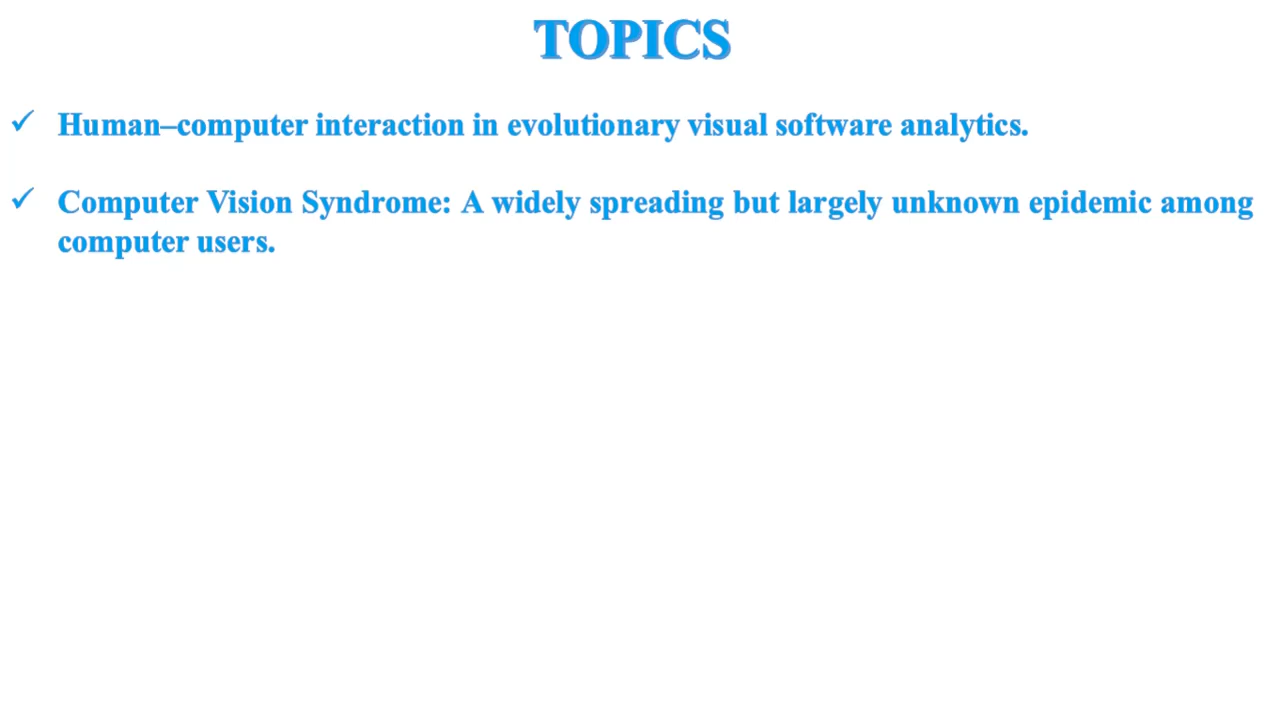 TOPICS
✓ Human–computer interaction in evolutionary visual software analytics.
✓ Computer Vision Syndrome: A widely spreading but largely unknown epidemic among
computer users.